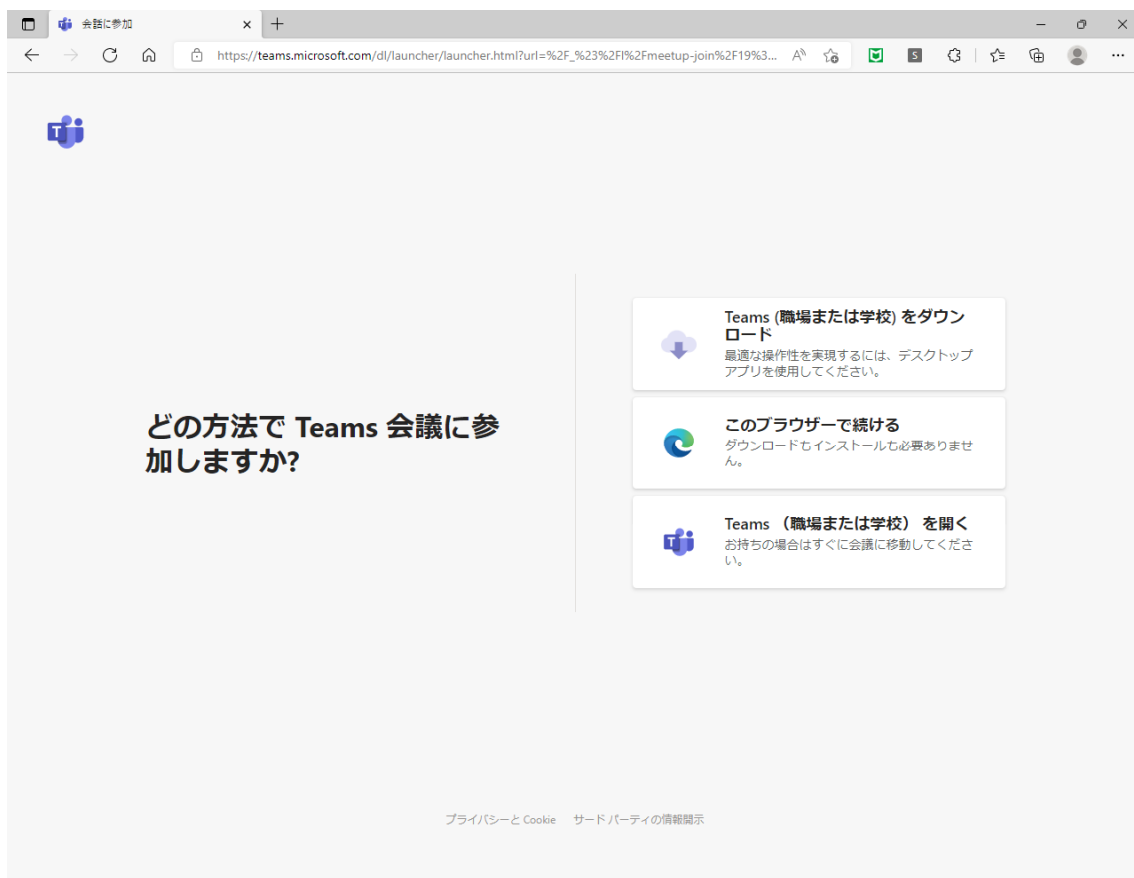 会話に参加
https://teams.microsoft.com/dl/launcher/launcher.html?url=%2F_%23%2Fl%2Fmeetup-join%2F19%3...
Teams (職場または学校) をダウン
ロード
最適な操作性を実現するには、デスクトップ
アプリを使用してください。
どの方法で Teams 会議に参
加しますか?
このブラウザーで続ける
ダウンロードもインストールも必要ありませ
ん。
Teams （職場または学校） を開く
お持ちの場合はすぐに会議に移動してくださ
い。
プライバシーと Cookie サード パーティの情報開示